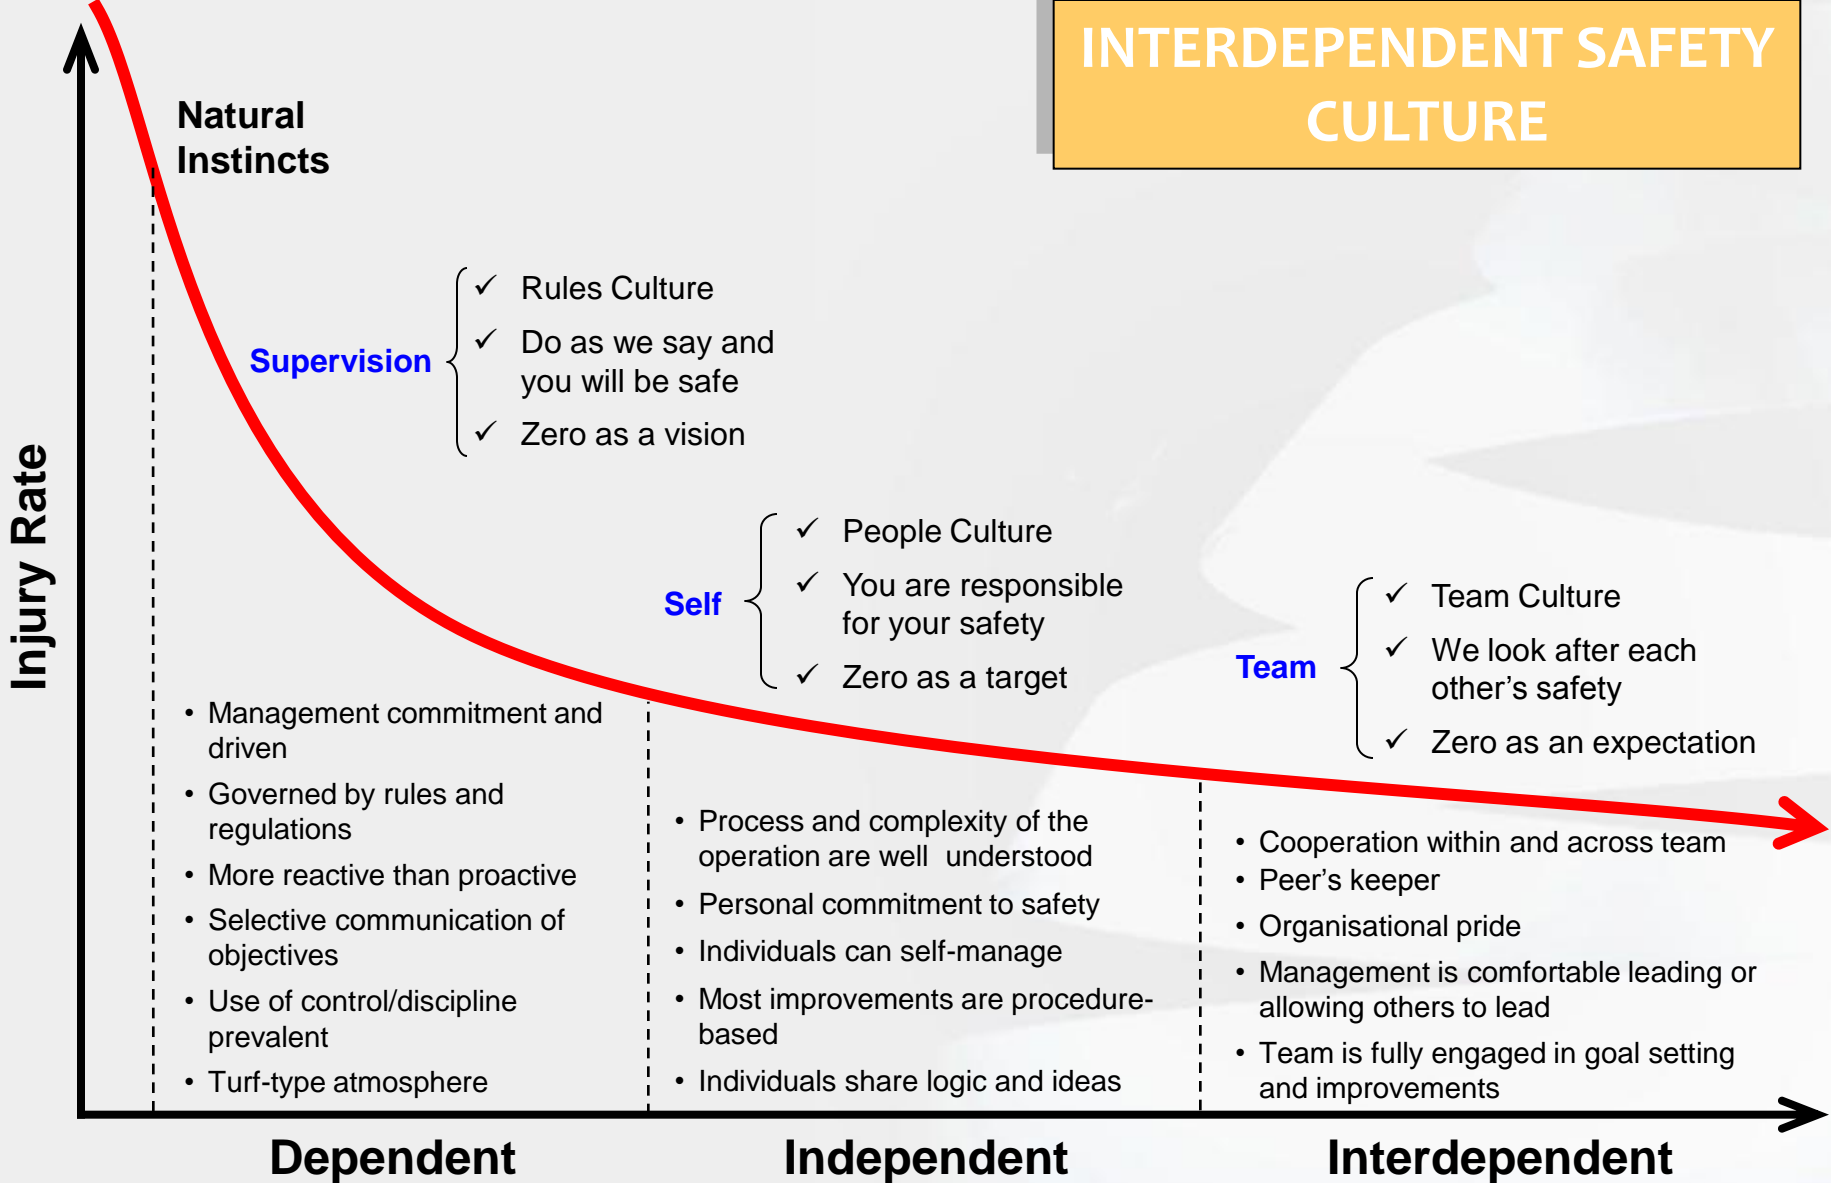 INTERDEPENDENT SAFETY
CULTURE
Natural
Instincts
Injury Rate
Supervision
✓ Rules Culture
✓ Do as we say and
you will be safe
✓ Zero as a vision
Self
✓ People Culture
✓ You are responsible
for your safety
✓ Zero as a target
Team
✓ Team Culture
✓ We look after each
other’s safety
✓ Zero as an expectation
• Management commitment and
driven
• Governed by rules and
regulations
• More reactive than proactive
• Selective communication of
objectives
• Use of control/discipline
prevalent
• Turf-type atmosphere
• Process and complexity of the
operation are well  understood
• Personal commitment to safety
• Individuals can self-manage
• Most improvements are procedure-
based
• Individuals share logic and ideas
• Cooperation within and across team
• Peer’s keeper
• Organisational pride
• Management is comfortable leading or
allowing others to lead
• Team is fully engaged in goal setting
and improvements
Dependent
Independent
Interdependent